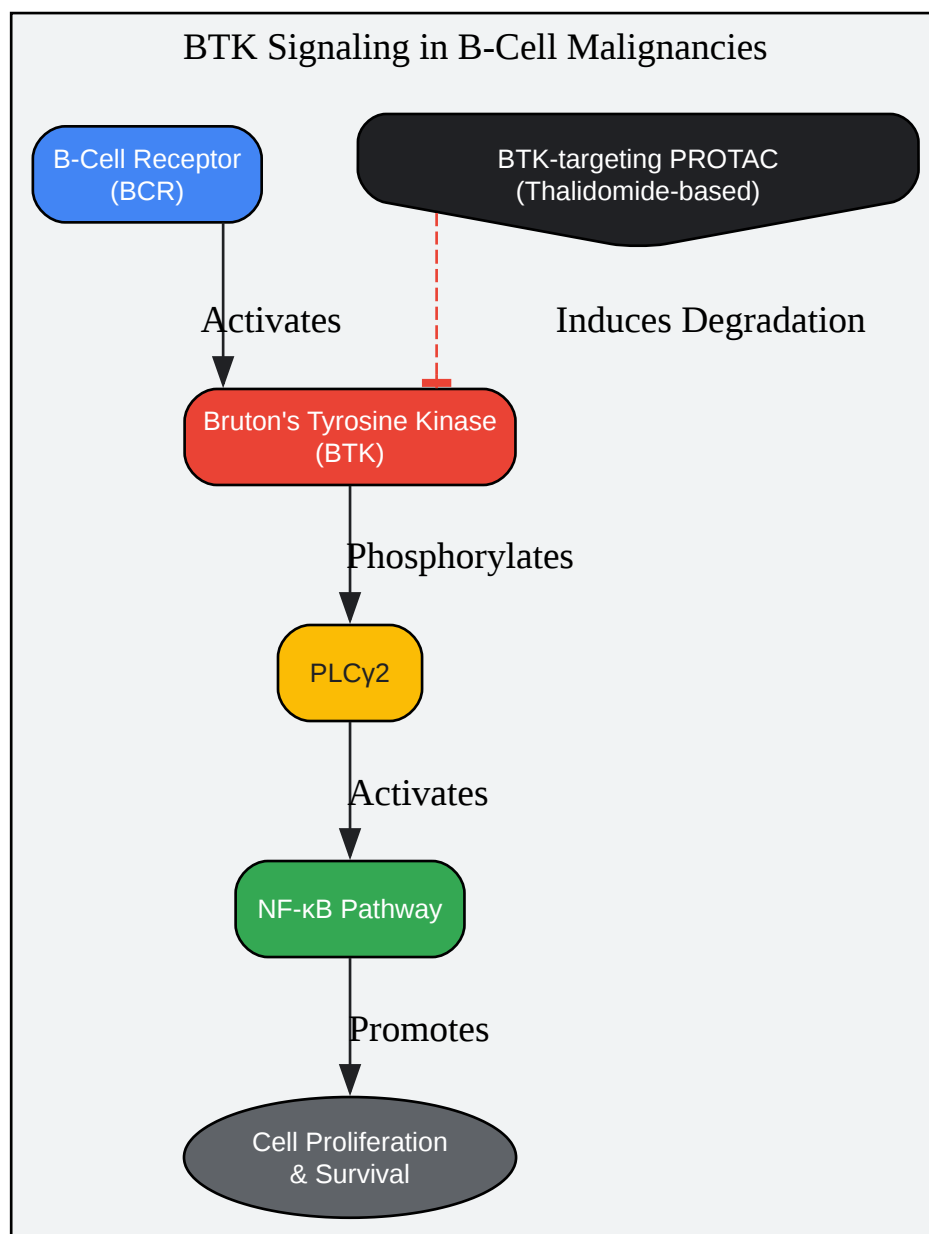 BTK Signaling in B-Cell Malignancies
B-Cell Receptor
(BCR)
BTK-targeting PROTAC
(Thalidomide-based)
Activates
Induces Degradation
Bruton's Tyrosine Kinase
(BTK)
Phosphorylates
PLCγ2
Activates
NF-κB Pathway
Promotes
Cell Proliferation
& Survival